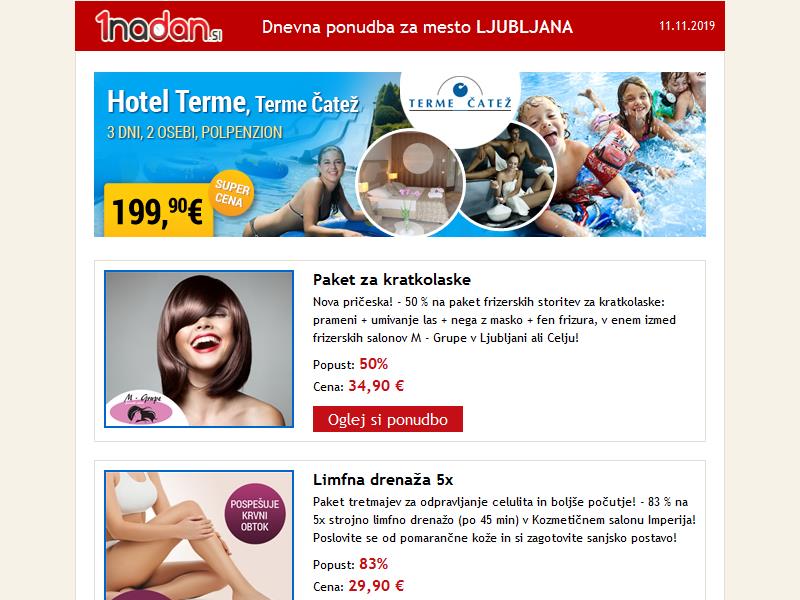 1nadan.si
Dnevna ponudba za mesto LJUBLJANA
11.11.2019
Hotel Terme, Terme Čatež
3 DNI, 2 OSEBI, POLPENZION
SUPER
CENA
199,90€
TERME ČATEŽ
Paket za kratkolaske
Nova pričeska! - 50 % na paket frizerskih storitev za kratkolaske:
prameni + umivanje las + nega z masko + fen frizura, v enem izmed
frizerskih salonov M - Grupe v Ljubljani ali Celju!
Popust: 50%
Cena: 34,90 €
Oglej si ponudbo
M - Grupe
Limfna drenaža 5x
Paket tretmajev za odpravljanje celulita in boljše počutje! - 83 % na
5x strojno limfno drenažo (po 45 min) v Kozmetičnem salonu Imperija!
Poslovite se od pomarančne kože in si zagotovite sanjsko postavo!
Popust: 83%
Cena: 29,90 €
POSPEŠUJE
KRVNI
OBTOK